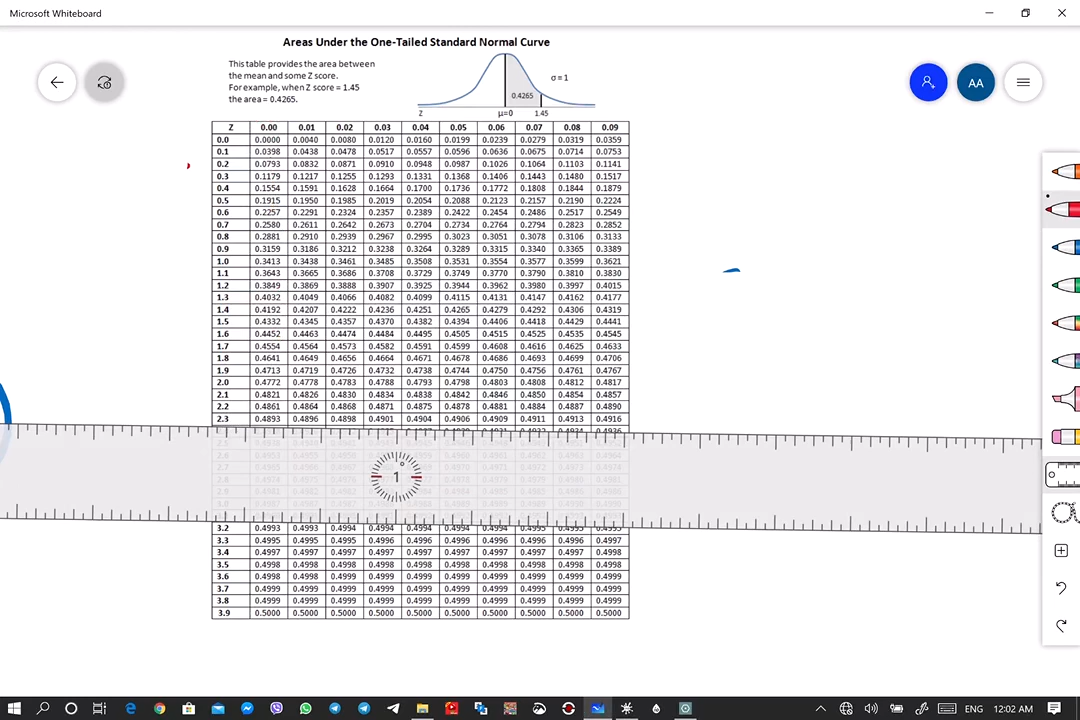 Microsoft Whiteboard
Areas Under the One-Tailed Standard Normal Curve
This table provides the area between
the mean and some Z score.
For example, when Z score = 1.45
the area = 0.4265.
σ = 1
0.4265
Z μ=0 1.45
AA
Z 0.00 0.01 0.02 0.03 0.04 0.05 0.06 0.07 0.08 0.09
0.0 0.0000 0.0040 0.0080 0.0120 0.0160 0.0199 0.0239 0.0279 0.0319 0.0359
0.1 0.0398 0.0438 0.0478 0.0517 0.0557 0.0596 0.0636 0.0675 0.0714 0.0753
0.2 0.0793 0.0832 0.0871 0.0910 0.0948 0.0987 0.1026 0.1064 0.1103 0.1141
0.3 0.1179 0.1217 0.1255 0.1293 0.1331 0.1368 0.1406 0.1443 0.1480 0.1517
0.4 0.1554 0.1591 0.1628 0.1664 0.1700 0.1736 0.1772 0.1808 0.1844 0.1879
0.5 0.1915 0.1950 0.1985 0.2019 0.2054 0.2088 0.2123 0.2157 0.2190 0.2224
0.6 0.2257 0.2291 0.2324 0.2357 0.2389 0.2422 0.2454 0.2486 0.2517 0.2549
0.7 0.2580 0.2611 0.2642 0.2673 0.2704 0.2734 0.2764 0.2794 0.2823 0.2852
0.8 0.2881 0.2910 0.2939 0.2967 0.2995 0.3023 0.3051 0.3078 0.3106 0.3133
0.9 0.3159 0.3186 0.3212 0.3238 0.3264 0.3289 0.3315 0.3340 0.3365 0.3389
1.0 0.3413 0.3438 0.3461 0.3485 0.3508 0.3531 0.3554 0.3577 0.3599 0.3621
1.1 0.3643 0.3665 0.3686 0.3708 0.3729 0.3749 0.3770 0.3790 0.3810 0.3830
1.2 0.3849 0.3869 0.3888 0.3907 0.3925 0.3944 0.3962 0.3980 0.3997 0.4015
1.3 0.4032 0.4049 0.4066 0.4082 0.4099 0.4115 0.4131 0.4147 0.4162 0.4177
1.4 0.4192 0.4207 0.4222 0.4236 0.4251 0.4265 0.4279 0.4292 0.4306 0.4319
1.5 0.4332 0.4345 0.4357 0.4370 0.4382 0.4394 0.4406 0.4418 0.4429 0.4441
1.6 0.4452 0.4463 0.4474 0.4484 0.4495 0.4505 0.4515 0.4525 0.4535 0.4545
1.7 0.4554 0.4564 0.4573 0.4582 0.4591 0.4599 0.4608 0.4616 0.4625 0.4633
1.8 0.4641 0.4649 0.4656 0.4664 0.4671 0.4678 0.4686 0.4693 0.4699 0.4706
1.9 0.4713 0.4719 0.4726 0.4732 0.4738 0.4744 0.4750 0.4756 0.4761 0.4767
2.0 0.4772 0.4778 0.4783 0.4788 0.4793 0.4798 0.4803 0.4808 0.4812 0.4817
2.1 0.4821 0.4826 0.4830 0.4834 0.4838 0.4842 0.4846 0.4850 0.4854 0.4857
2.2 0.4861 0.4864 0.4868 0.4871 0.4875 0.4878 0.4881 0.4884 0.4887 0.4890
2.3 0.4893 0.4896 0.4898 0.4901 0.4904 0.4906 0.4909 0.4911 0.4913 0.4916
1°
3.2 0.4993 0.4993 0.4994 0.4994 0.4994 0.4994 0.4994
3.3 0.4995 0.4995 0.4995 0.4996 0.4996 0.4996 0.4996 0.4996 0.4996 0.4997
3.4 0.4997 0.4997 0.4997 0.4997 0.4997 0.4997 0.4997 0.4997 0.4997 0.4998
3.5 0.4998 0.4998 0.4998 0.4998 0.4998 0.4998 0.4998 0.4998 0.4998 0.4998
3.6 0.4998 0.4998 0.4999 0.4999 0.4999 0.4999 0.4999 0.4999 0.4999 0.4999
3.7 0.4999 0.4999 0.4999 0.4999 0.4999 0.4999 0.4999 0.4999 0.4999 0.4999
3.8 0.4999 0.4999 0.4999 0.4999 0.4999 0.4999 0.4999 0.4999 0.4999 0.4999
3.9 0.5000 0.5000 0.5000 0.5000 0.5000 0.5000 0.5000 0.5000 0.5000 0.5000
ENG 12:02 AM